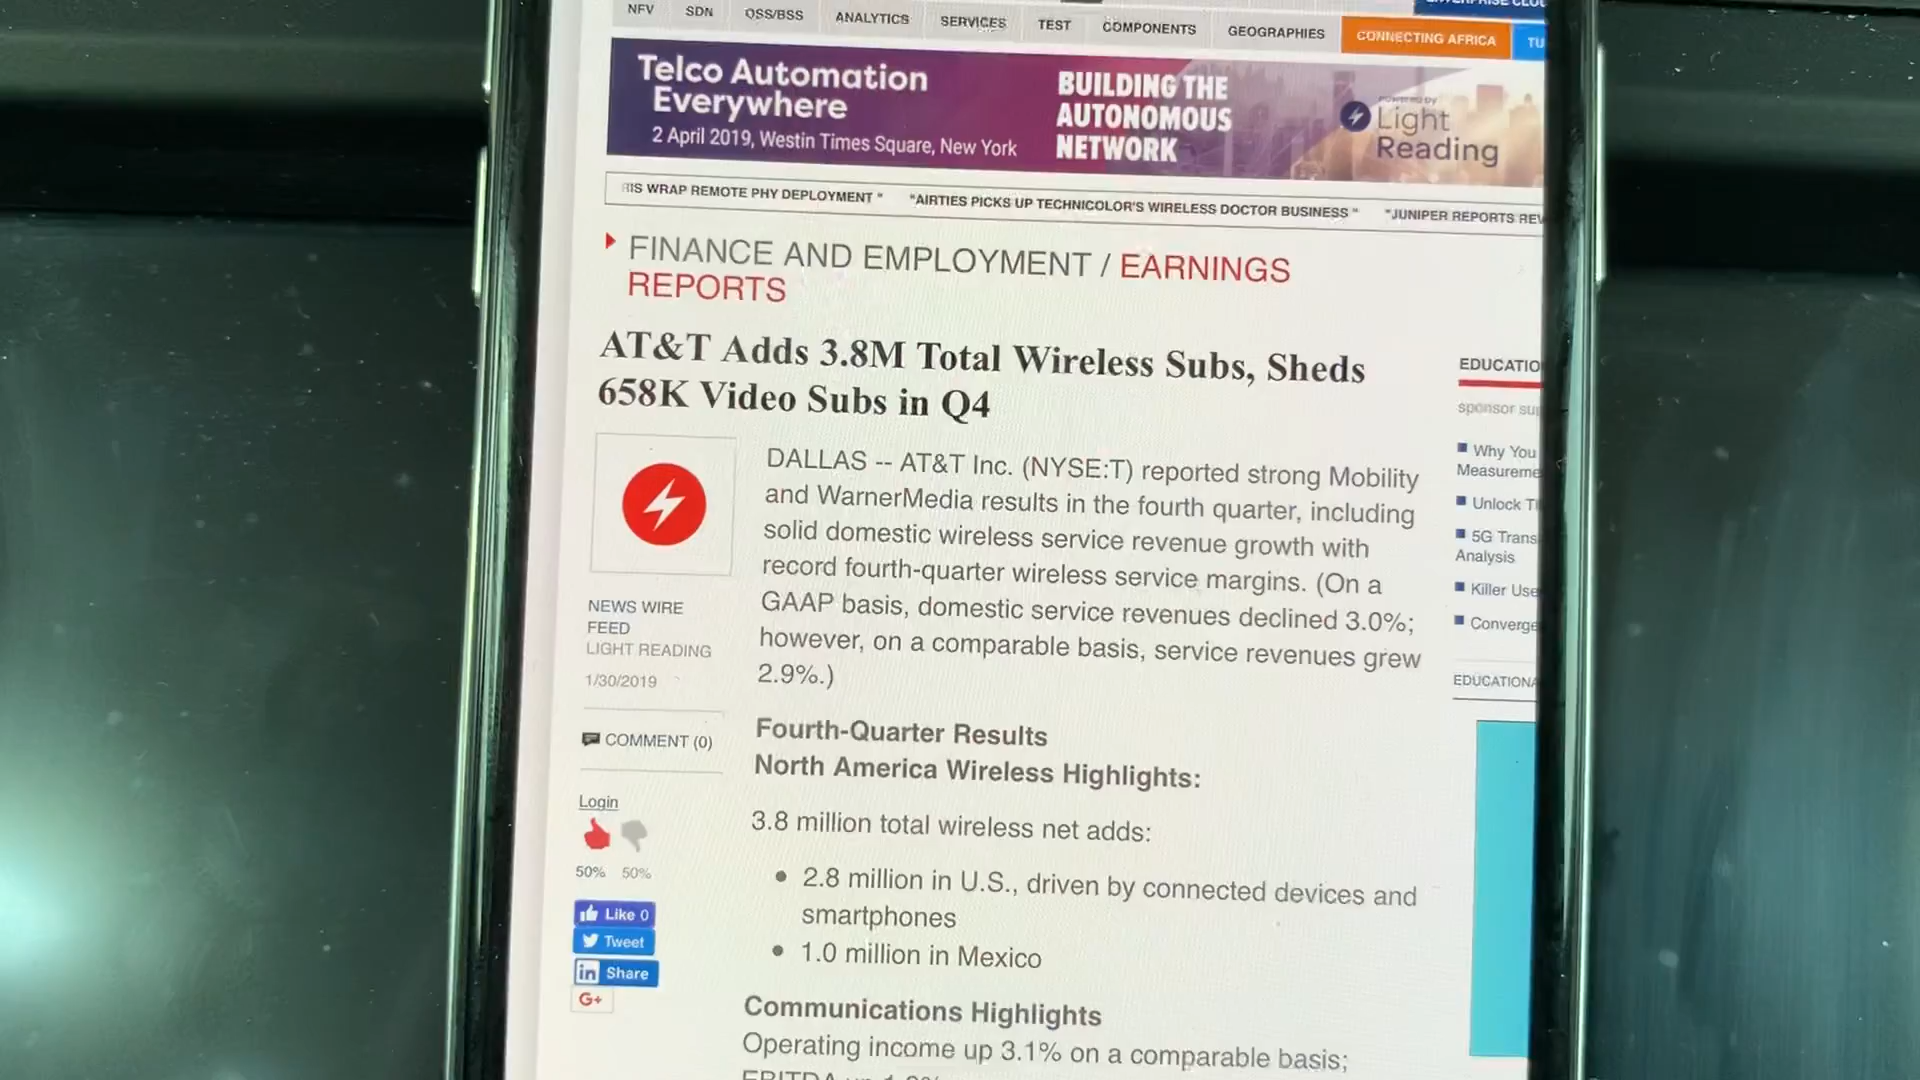 NFV SDN OSS/BSS ANALYTICS SERVICES TEST COMPONENTS GEOGRAPHIES CONNECTING AFRICA
Telco Automation
Everywhere
2 April 2019, Westin Times Square, New York
BUILDING THE
AUTONOMOUS
NETWORK
powered by
Light
Reading
WRAP REMOTE PHY DEPLOYMENT " "AIRTIES PICKS UP TECHNICOLOR'S WIRELESS DOCTOR BUSINESS " "JUNIPER REPORTS
FINANCE AND EMPLOYMENT / EARNINGS
REPORTS
AT&T Adds 3.8M Total Wireless Subs, Sheds
658K Video Subs in Q4
NEWS WIRE
FEED
LIGHT READING
1/30/2019
COMMENT (0)
Login
50% 50%
Like 0
Tweet
in Share
G+
DALLAS -- AT&T Inc. (NYSE:T) reported strong Mobility
and WarnerMedia results in the fourth quarter, including
solid domestic wireless service revenue growth with
record fourth-quarter wireless service margins. (On a
GAAP basis, domestic service revenues declined 3.0%;
however, on a comparable basis, service revenues grew
2.9%.)
Fourth-Quarter Results
North America Wireless Highlights:
3.8 million total wireless net adds:
• 2.8 million in U.S., driven by connected devices and
smartphones
• 1.0 million in Mexico
Communications Highlights
Operating income up 3.1% on a comparable basis;
sponsor
Why You
Unlock
5G
Analysis
Killer